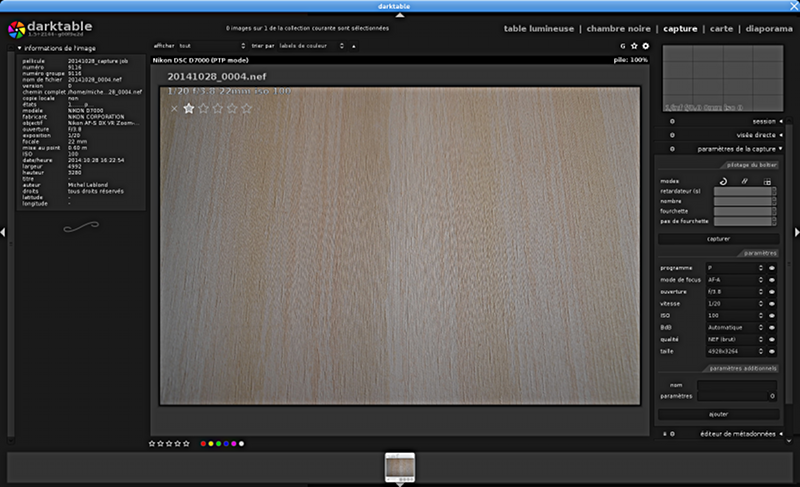 darktable
darktable
0 images sur 1 de la collection courante sont sélectionnées
table lumineuse | chambre noire | capture | carte | diaporama
informations de l'image
afficher tout trier par labels de couleur
G
Nikon DSC D7000 (PTP mode) pile: 100%
pellicule 20141028_capture job
numéro 9116
numéro groupe 9116
nom de fichier 20141028_0004.nef
version 0
chemin complet /home/miche...28_0004.nef
copie locale non
états
modèle NIKON D7000
fabricant NIKON CORPORATION
objectif Nikon AF-S DX VR Zoom-...
ouverture F/3.8
exposition 1/20
focale 22 mm
mise au point 0.60 m
ISO 100
date/heure 2014:10:28 16:22:54
largeur 4992
hauteur 3280
titre -
auteur Michel Leblond
droits tous droits réservés
latitude -
longitude -
20141028_0004.nef
1/20 f/3.8 22mm iso 100
session
visée directe
paramètres de la capture
pilotage du boîtier
modes
retardateur (s)
nombre
fourchette
pas de fourchette
capturer
paramètres
programme P
mode de focus AF-A
ouverture f/3.8
vitesse 1/20
ISO 100
BdB Automatique
qualité NEF (brut)
taille 4928x3264
paramètres additionnels
nom
paramètres 0
ajouter
éditeur de métadonnées